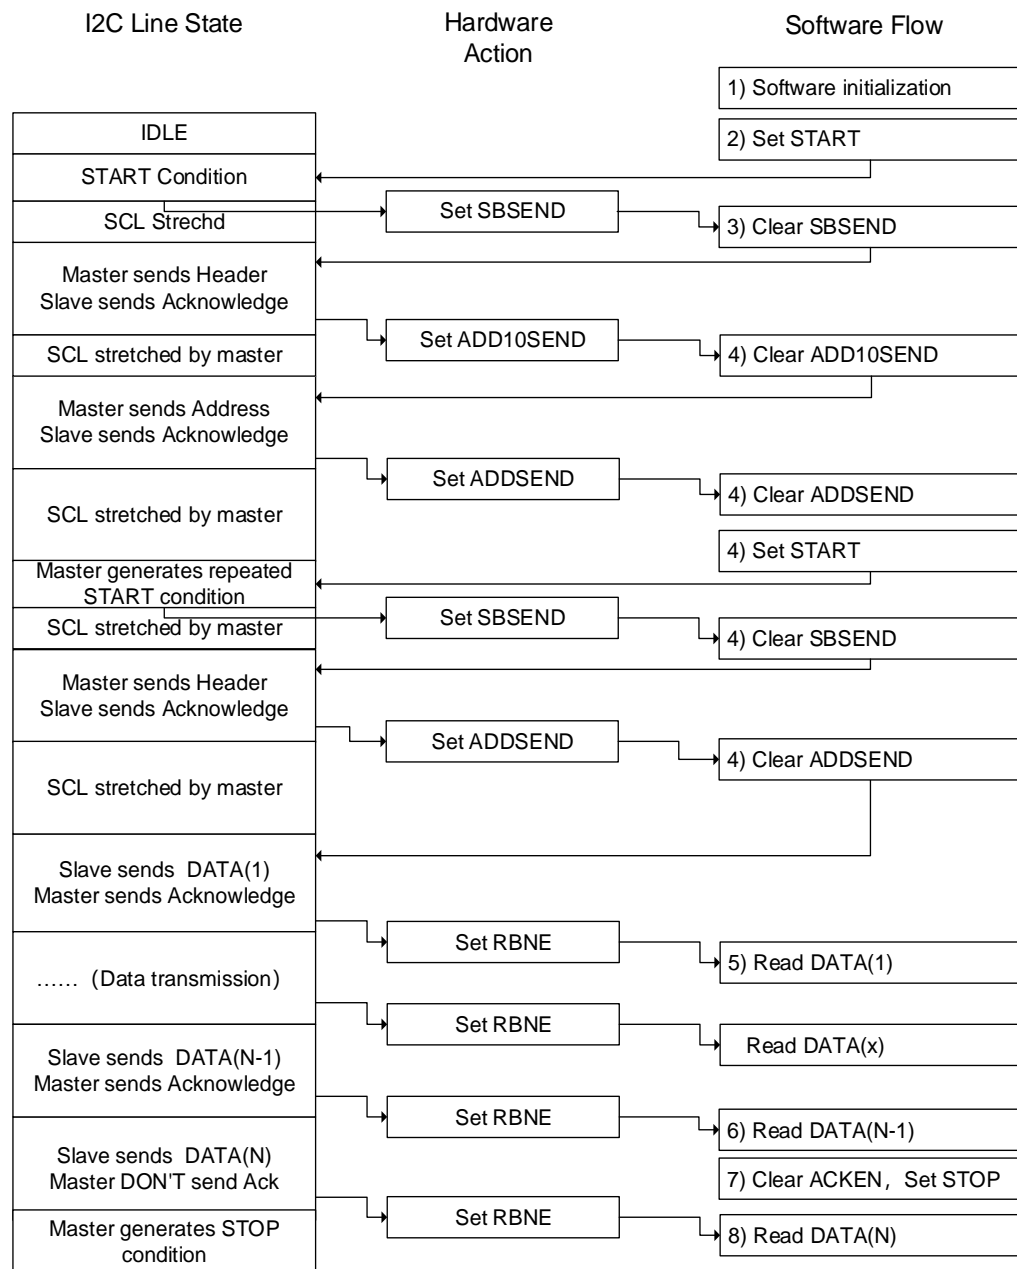 I2C Line State
Hardware
Action
Software Flow
1) Software initialization
IDLE
2) Set START
START Condition
Set SBSEND
SCL Strechd
3) Clear SBSEND
Master sends Header
Slave sends Acknowledge
Set ADD10SEND
SCL stretched by master
4) Clear ADD10SEND
Master sends Address
Slave sends Acknowledge
Set ADDSEND
4) Clear ADDSEND
SCL stretched by master
4) Set START
Master generates repeated
START condition
Set SBSEND
SCL stretched by master
4) Clear SBSEND
Master sends Header
Slave sends Acknowledge
Set ADDSEND
4) Clear ADDSEND
SCL stretched by master
Slave sends DATA(1)
Master sends Acknowledge
Set RBNE
5) Read DATA(1)
…… (Data transmission)
Set RBNE
Read DATA(x)
Slave sends DATA(N-1)
Master sends Acknowledge
Set RBNE
6) Read DATA(N-1)
Slave sends DATA(N)
Master DON'T send Ack
7) Clear ACKEN，Set STOP
Set RBNE
8) Read DATA(N)
Master generates STOP
condition